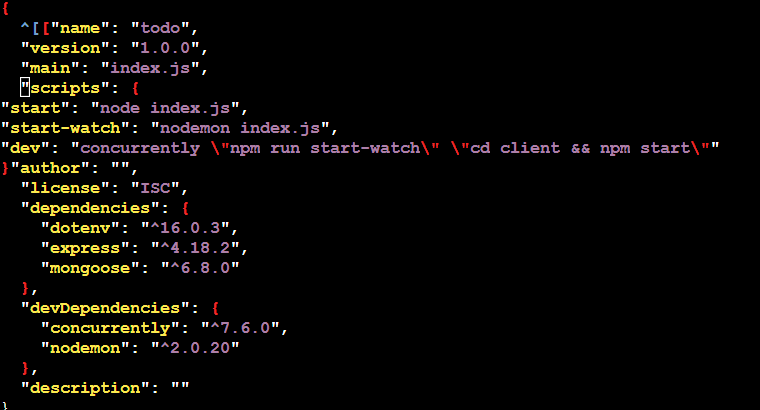 {
  ^[["name": "todo",
  "version": "1.0.0",
  "main": "index.js",
  "scripts": {
"start": "node index.js",
"start-watch": "nodemon index.js",
"dev": "concurrently \"npm run start-watch\" \"cd client && npm start\""
}"author": "",
  "license": "ISC",
  "dependencies": {
    "dotenv": "^16.0.3",
    "express": "^4.18.2",
    "mongoose": "^6.8.0"
  },
  "devDependencies": {
    "concurrently": "^7.6.0",
    "nodemon": "^2.0.20"
  },
  "description": ""
}